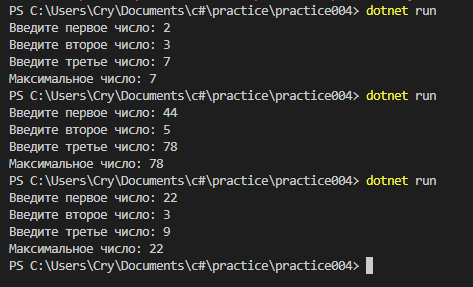 PS C:\Users\Cry\Documents\c#\practice\practice004> dotnet run
Введите первое число: 2
Введите второе число: 3
Введите третье число: 7
Максимальное число: 7
PS C:\Users\Cry\Documents\c#\practice\practice004> dotnet run
Введите первое число: 44
Введите второе число: 5
Введите третье число: 78
Максимальное число: 78
PS C:\Users\Cry\Documents\c#\practice\practice004> dotnet run
Введите первое число: 22
Введите второе число: 3
Введите третье число: 9
Максимальное число: 22
PS C:\Users\Cry\Documents\c#\practice\practice004>